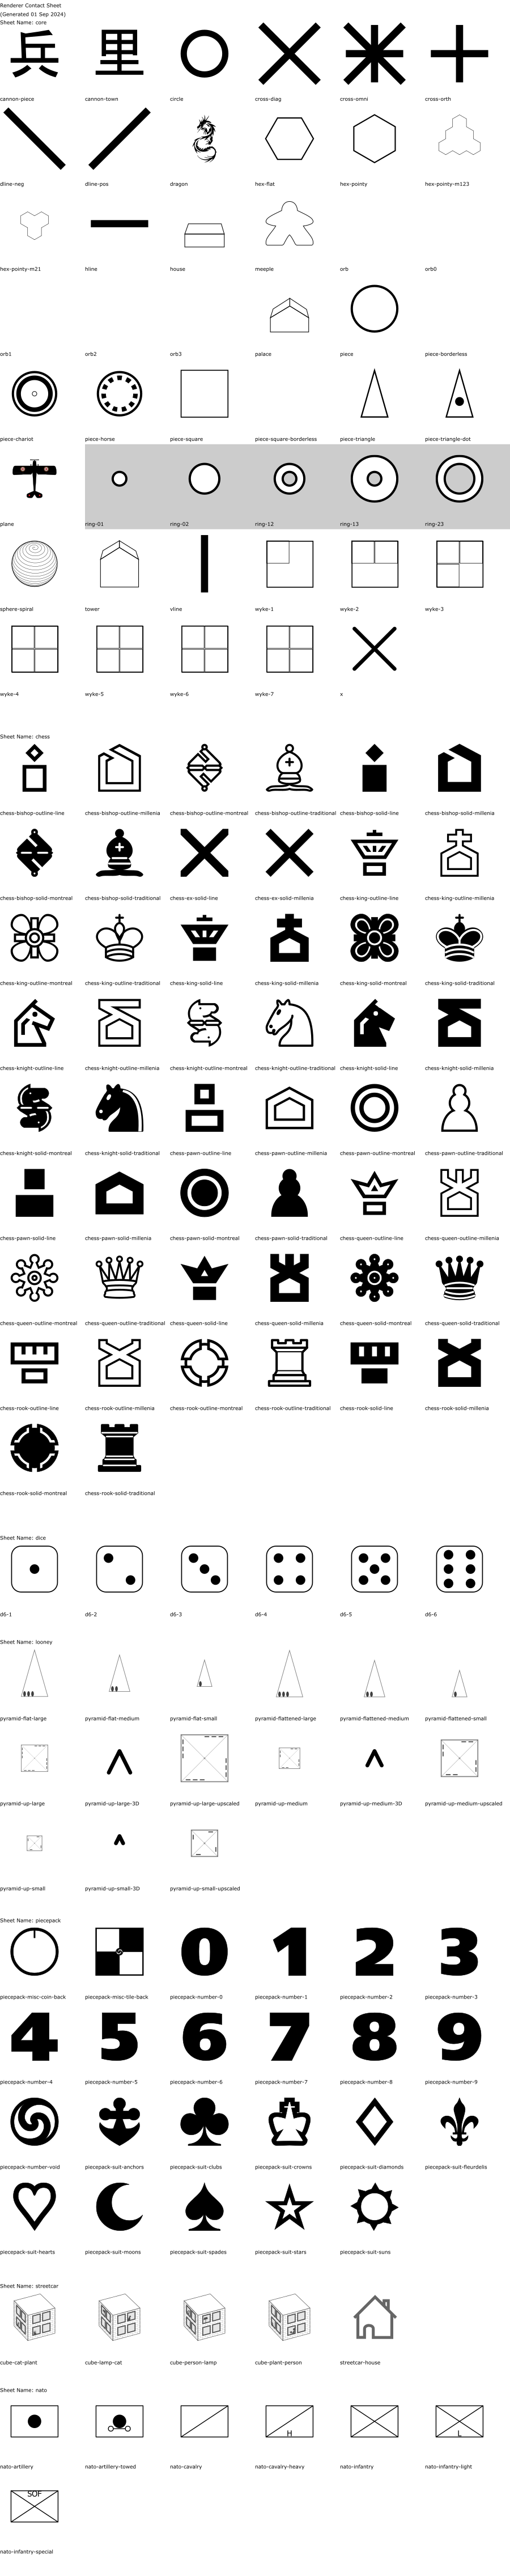 Renderer Contact Sheet
(Generated 01 Sep 2024)
Sheet Name: core
兵 里
cannon-piece cannon-town circle cross-diag cross-omni cross-orth
dline-neg dline-pos dragon hex-flat hex-pointy hex-pointy-m123
hex-pointy-m21 hline house meeple orb orb0
orb1 orb2 orb3 palace piece piece-borderless
piece-chariot piece-horse piece-square piece-square-borderless piece-triangle piece-triangle-dot
plane ring-01 ring-02 ring-12 ring-13 ring-23
sphere-spiral tower vline wyke-1 wyke-2 wyke-3
wyke-4 wyke-5 wyke-6 wyke-7 x
Sheet Name: chess
chess-bishop-outline-line chess-bishop-outline-millenia chess-bishop-outline-montreal chess-bishop-outline-traditional chess-bishop-solid-line chess-bishop-solid-millenia
chess-bishop-solid-montreal chess-bishop-solid-traditional chess-ex-solid-line chess-ex-solid-millenia chess-king-outline-line chess-king-outline-millenia
chess-king-outline-montreal chess-king-outline-traditional chess-king-solid-line chess-king-solid-millenia chess-king-solid-montreal chess-king-solid-traditional
chess-knight-outline-line chess-knight-outline-millenia chess-knight-outline-montreal chess-knight-outline-traditional chess-knight-solid-line chess-knight-solid-millenia
chess-knight-solid-montreal chess-knight-solid-traditional chess-pawn-outline-line chess-pawn-outline-millenia chess-pawn-outline-montreal chess-pawn-outline-traditional
chess-pawn-solid-line chess-pawn-solid-millenia chess-pawn-solid-montreal chess-pawn-solid-traditional chess-queen-outline-line chess-queen-outline-millenia
chess-queen-outline-montreal chess-queen-outline-traditional chess-queen-solid-line chess-queen-solid-millenia chess-queen-solid-montreal chess-queen-solid-traditional
chess-rook-outline-line chess-rook-outline-millenia chess-rook-outline-montreal chess-rook-outline-traditional chess-rook-solid-line chess-rook-solid-millenia
chess-rook-solid-montreal chess-rook-solid-traditional
Sheet Name: dice
d6-1 d6-2 d6-3 d6-4 d6-5 d6-6
Sheet Name: looney
pyramid-flat-large pyramid-flat-medium pyramid-flat-small pyramid-flattened-large pyramid-flattened-medium pyramid-flattened-small
pyramid-up-large pyramid-up-large-3D pyramid-up-large-upscaled pyramid-up-medium pyramid-up-medium-3D pyramid-up-medium-upscaled
pyramid-up-small pyramid-up-small-3D pyramid-up-small-upscaled
Sheet Name: piecepack
0 1 2 3
piecepack-misc-coin-back piecepack-misc-tile-back piecepack-number-0 piecepack-number-1 piecepack-number-2 piecepack-number-3
4 5 6 7 8 9
piecepack-number-4 piecepack-number-5 piecepack-number-6 piecepack-number-7 piecepack-number-8 piecepack-number-9
piecepack-number-void piecepack-suit-anchors piecepack-suit-clubs piecepack-suit-crowns piecepack-suit-diamonds piecepack-suit-fleurdelis
piecepack-suit-hearts piecepack-suit-moons piecepack-suit-spades piecepack-suit-stars piecepack-suit-suns
Sheet Name: streetcar
cube-cat-plant cube-lamp-cat cube-person-lamp cube-plant-person streetcar-house
Sheet Name: nato
H L
nato-artillery nato-artillery-towed nato-cavalry nato-cavalry-heavy nato-infantry nato-infantry-light
SOF
nato-infantry-special